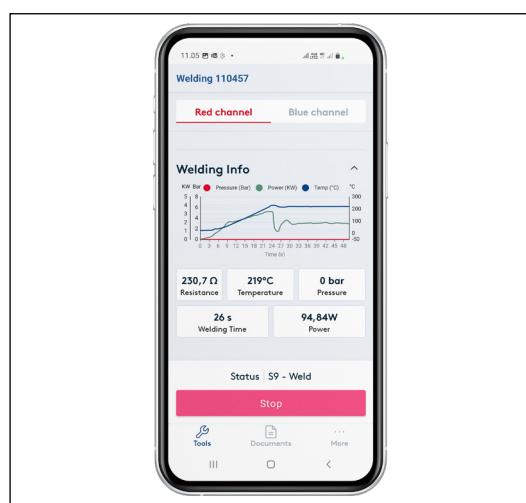 11.05
Welding 110457
Red channel Blue channel
Welding Info
KW Bar Pressure (Bar) Power (KW) Temp (°C) °C
5 8 300
4 6 200
3 4 100
2 2 0
1 0 -50
0 3 6 9 12 15 18 21 24 27 30 33 36 39 42 45 48
Time (s)
230,7 Ω 219°C 0 bar
Resistance Temperature Pressure
26 s 94,84W
Welding Time Power
Status S9 - Weld
Stop
Tools Documents More